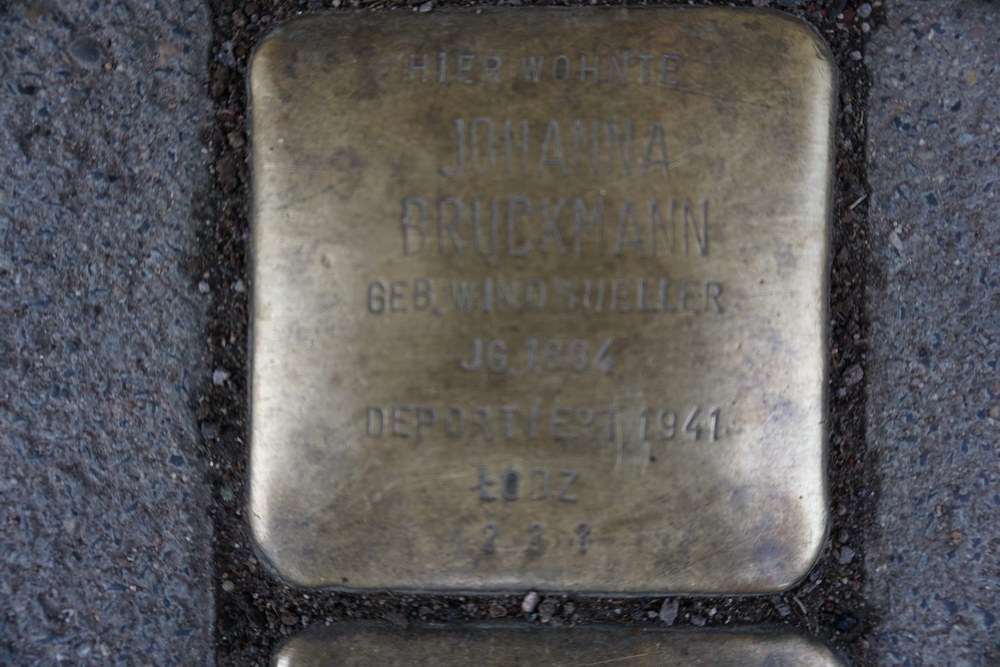 HIER WOHNTE
JOHANNA
BRUCKMANN
GEB. WINDMUELLER
JG. 1894
DEPORTIERT 1941
ŁODZ
? ? ?